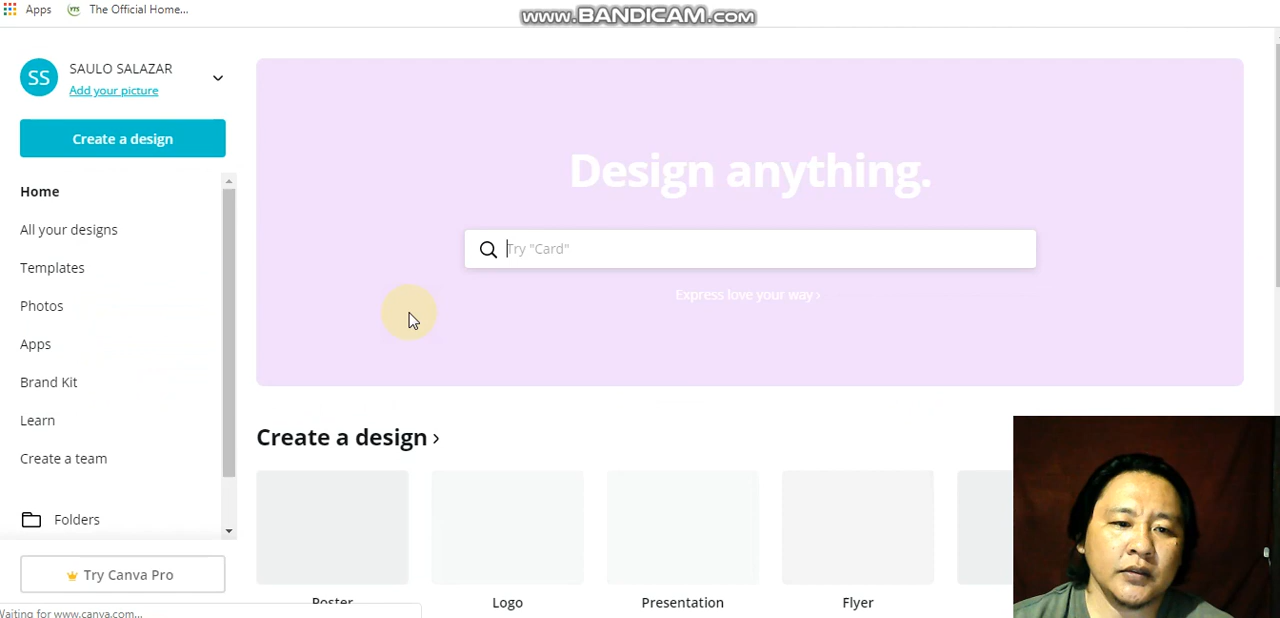 Apps
The Official Home...
WWW.BANDICAM.COM
SS
SAULO SALAZAR
Add your picture
Create a design
Home
All your designs
Templates
Photos
Apps
Brand Kit
Learn
Create a team
Folders
Try Canva Pro
Waiting for www.canva.com...
Design anything.
Try "Card"
Express love your way ›
Create a design ›
Poster
Logo
Presentation
Flyer